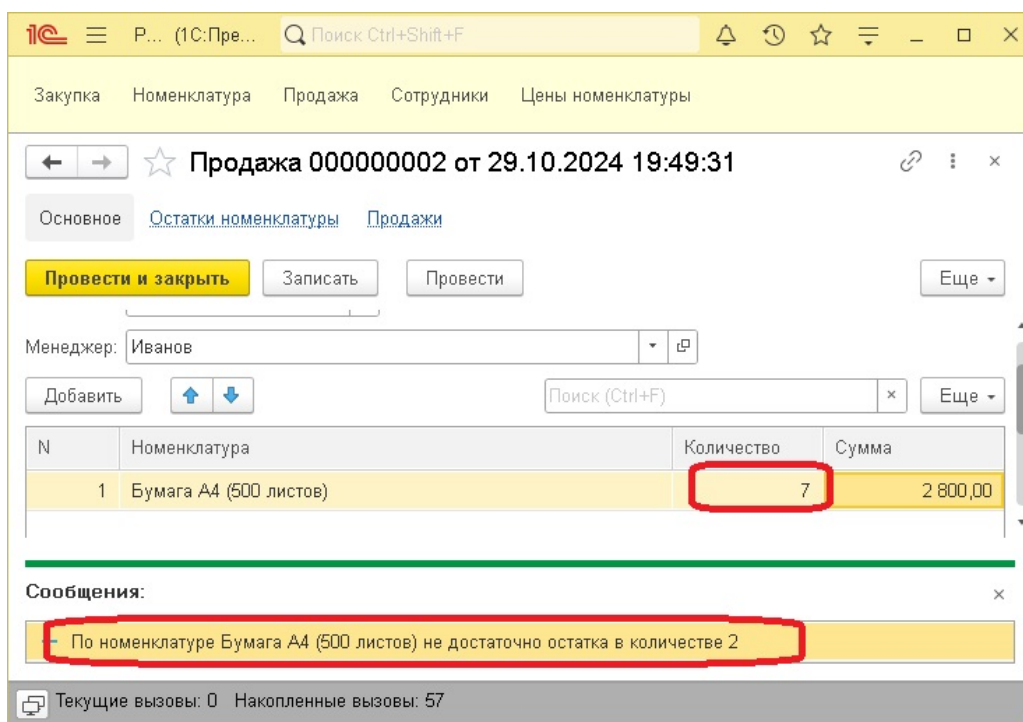 1С Р... (1С:Пре... Поиск Ctrl+Shift+F
Закупка Номенклатура Продажа Сотрудники Цены номенклатуры
Продажа 000000002 от 29.10.2024 19:49:31
Основное Остатки номенклатуры Продажи
Провести и закрыть Записать Провести Еще
Менеджер: Иванов
Добавить Поиск (Ctrl+F) Еще
N Номенклатура Количество Сумма
1 Бумага А4 (500 листов) 7 2 800,00
Сообщения:
По номенклатуре Бумага А4 (500 листов) не достаточно остатка в количестве 2
Текущие вызовы: 0 Накопленные вызовы: 57